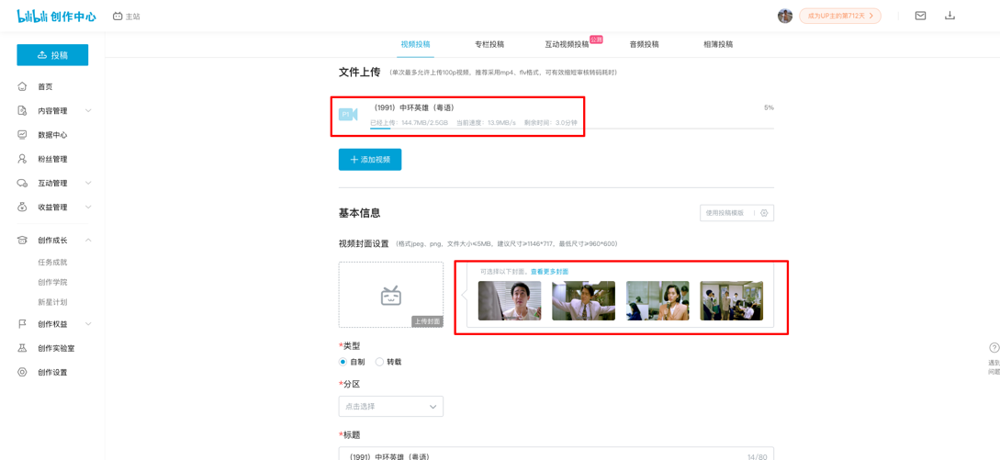 bilibili 创作中心
主站
成为UP主的第712天 >
投稿
首页
内容管理
数据中心
粉丝管理
互动管理
收益管理
创作成长
任务成就
创作学院
新星计划
创作权益
创作实验室
创作设置
视频投稿
专栏投稿
互动视频投稿
公测
音频投稿
相簿投稿
文件上传 (单次最多允许上传100p视频，推荐采用mp4、flv格式，可有效缩短审核转码耗时)
P1
（1991）中环英雄（粤语）
5%
已经上传：144.7MB/2.5GB 当前速度：13.9MB/s 剩余时间：3.0分钟
+ 添加视频
基本信息
使用投稿模版
视频封面设置 (格式jpeg、png，文件大小≤5MB，建议尺寸≥1146*717，最低尺寸≥960*600)
可选择以下封面，查看更多封面
上传封面
*类型
自制 转载
*分区
点击选择
*标题
（1991）中环英雄（粤语）
14/80
遇到
问题